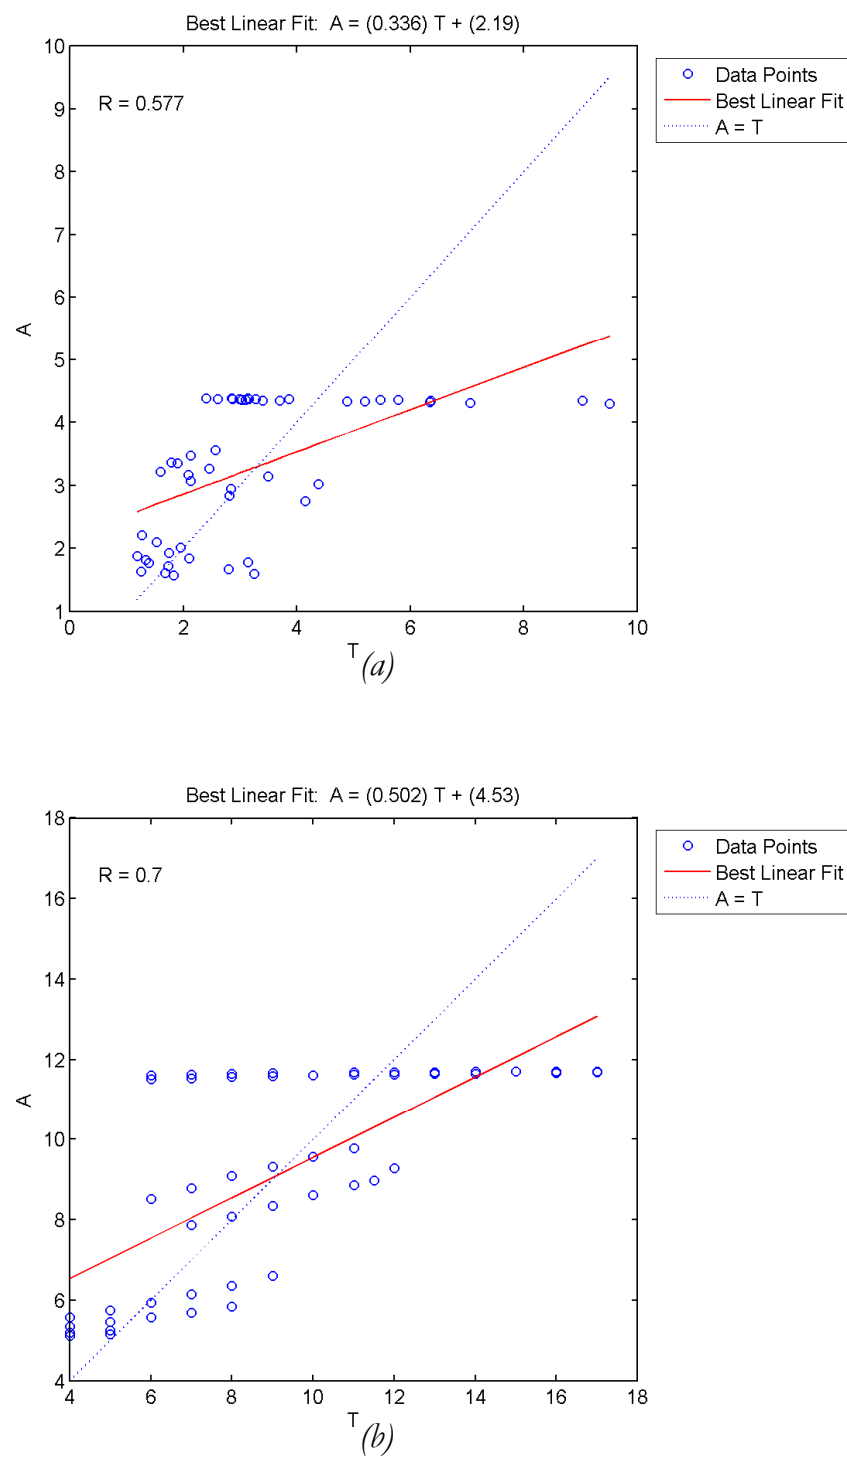 Best Linear Fit:  A = (0.336) T + (2.19)
10
9
8
7
6
5
4
3
2
1
A
R = 0.577
Data Points
Best Linear Fit
A = T
0 2 4 6 8 10
T
(a)
Best Linear Fit:  A = (0.502) T + (4.53)
18
16
14
12
10
8
6
4
A
R = 0.7
Data Points
Best Linear Fit
A = T
4 6 8 10 12 14 16 18
T
(b)